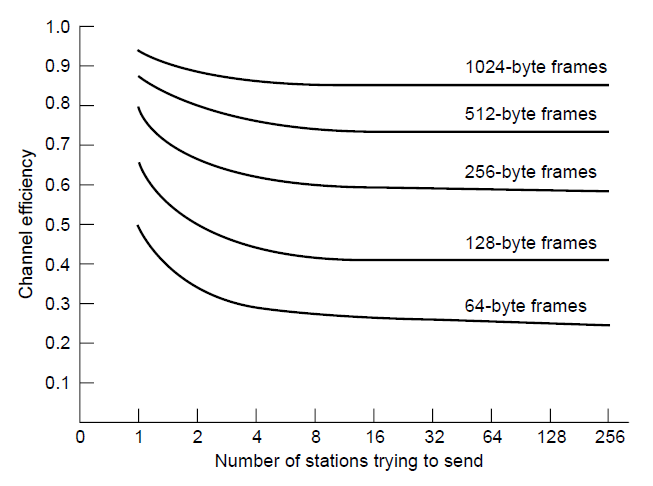 1.0
0.9
1024-byte frames
0.8
512-byte frames
0.7
256-byte frames
0.6
0.5
128-byte frames
0.4
0.3
64-byte frames
0.2
0.1
Channel efficiency
0 1 2 4 8 16 32 64 128 256
Number of stations trying to send